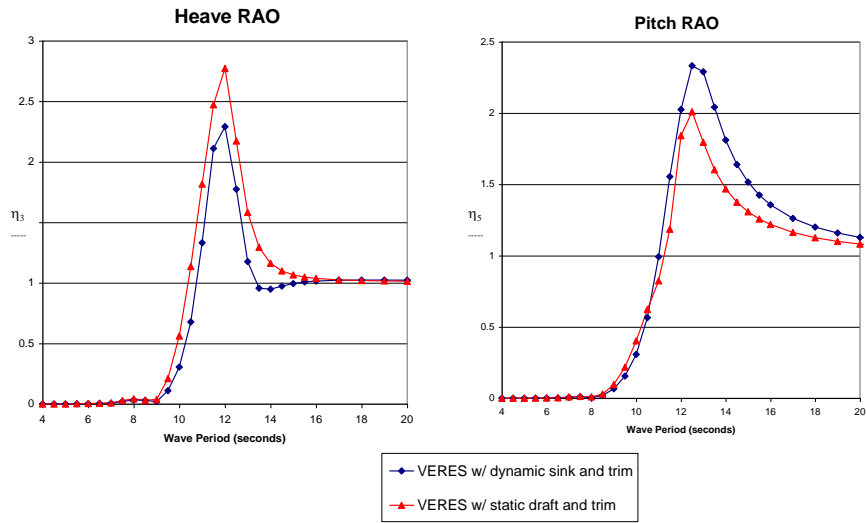 Heave RAO
3
2.5
2
1.5
1
0.5
0
η3
-----
4 6 8 10 12 14 16 18 20
Wave Period (seconds)
Pitch RAO
2.5
2
1.5
1
0.5
0
η5
-----
4 6 8 10 12 14 16 18 20
Wave Period (seconds)
VERES w/ dynamic sink and trim
VERES w/ static draft and trim